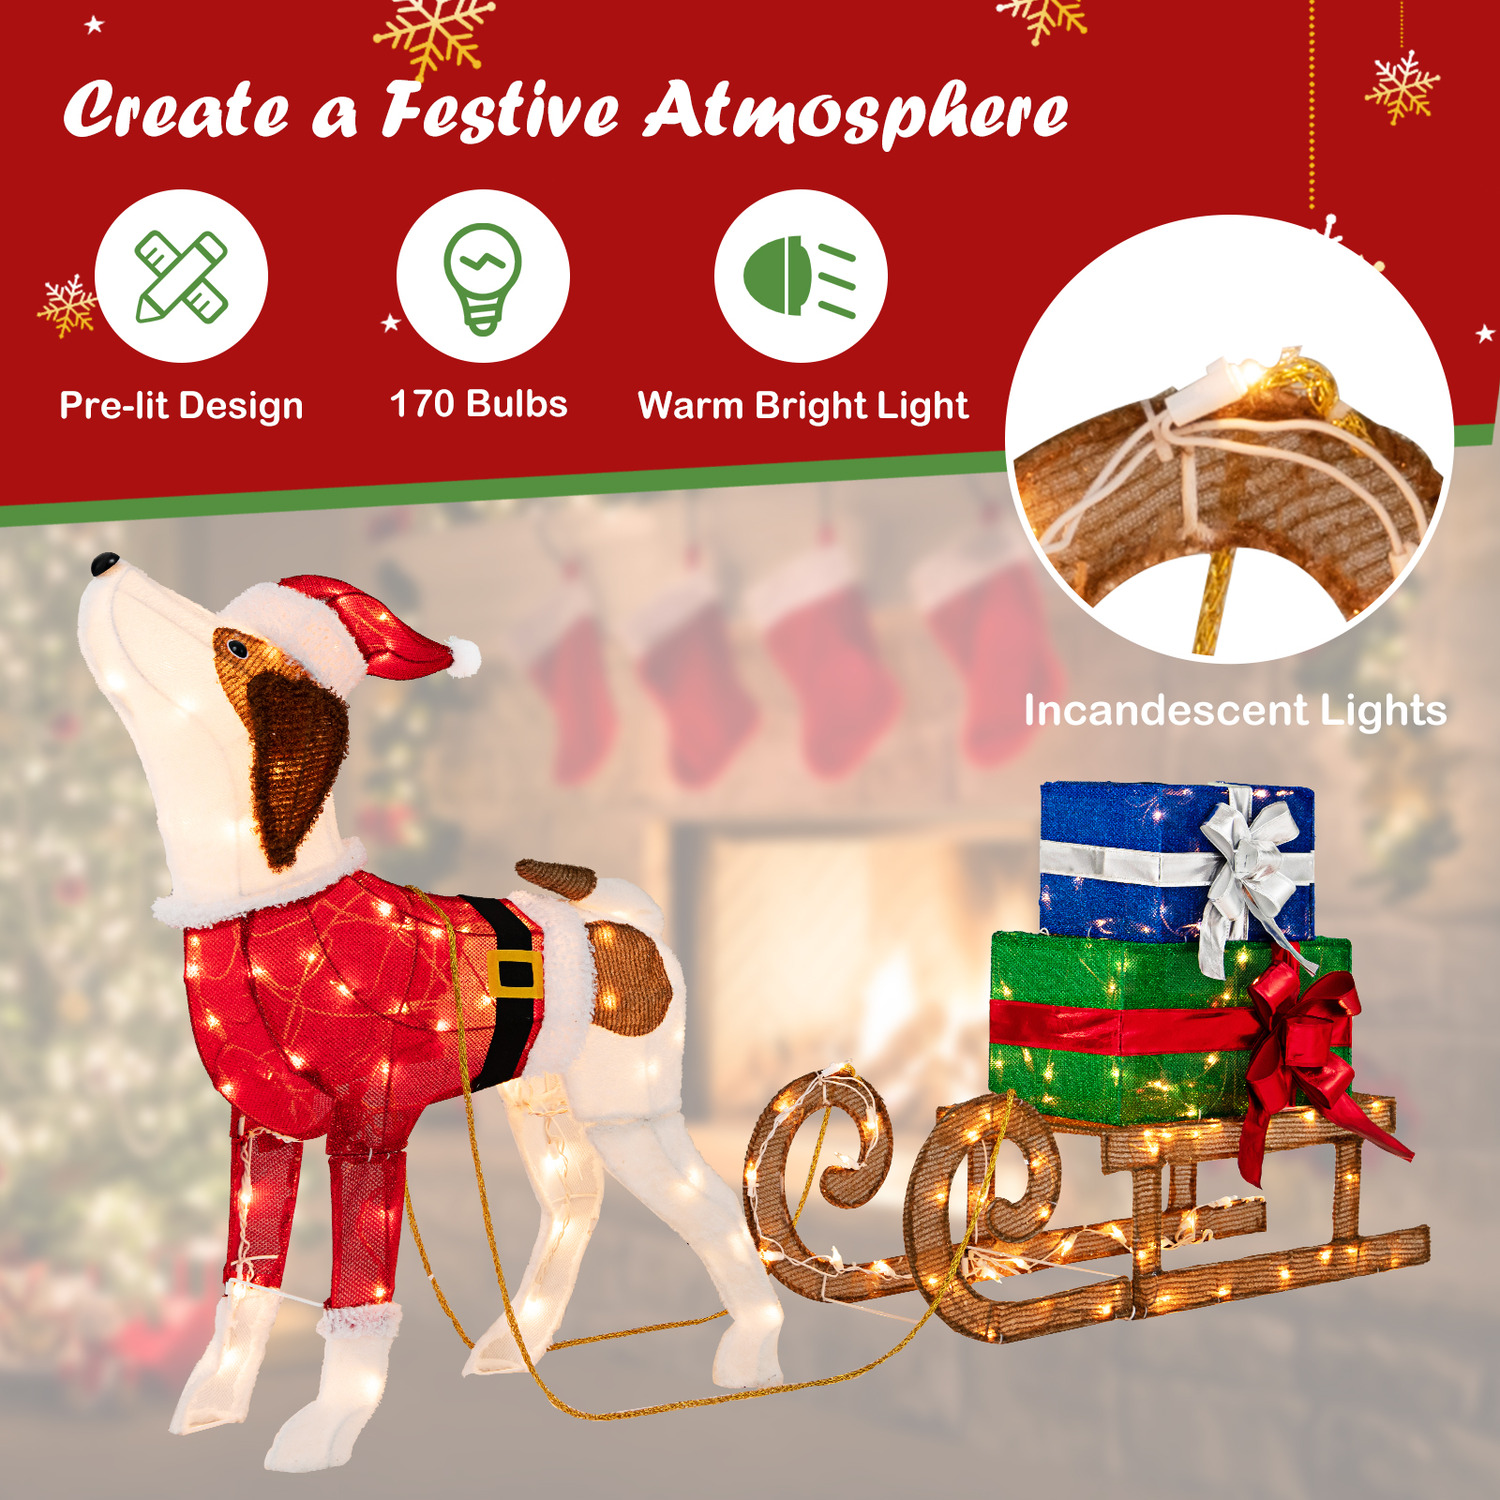 Create a Festive Atmosphere
Pre-lit Design
170 Bulbs
Warm Bright Light
Incandescent Lights